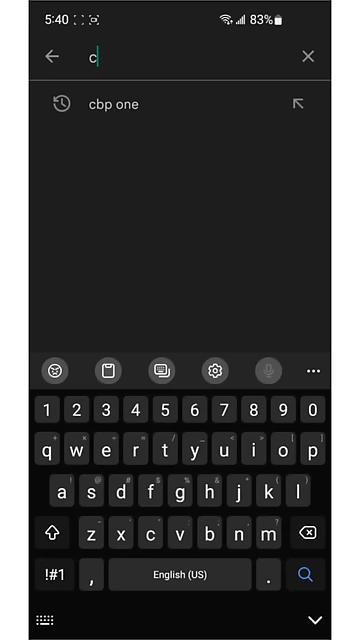 5:40 83%
c
cbp one
1 2 3 4 5 6 7 8 9 0
q w e r t y u i o p
a s d f g h j k l
z x c v b n m
!#1 , English (US) .